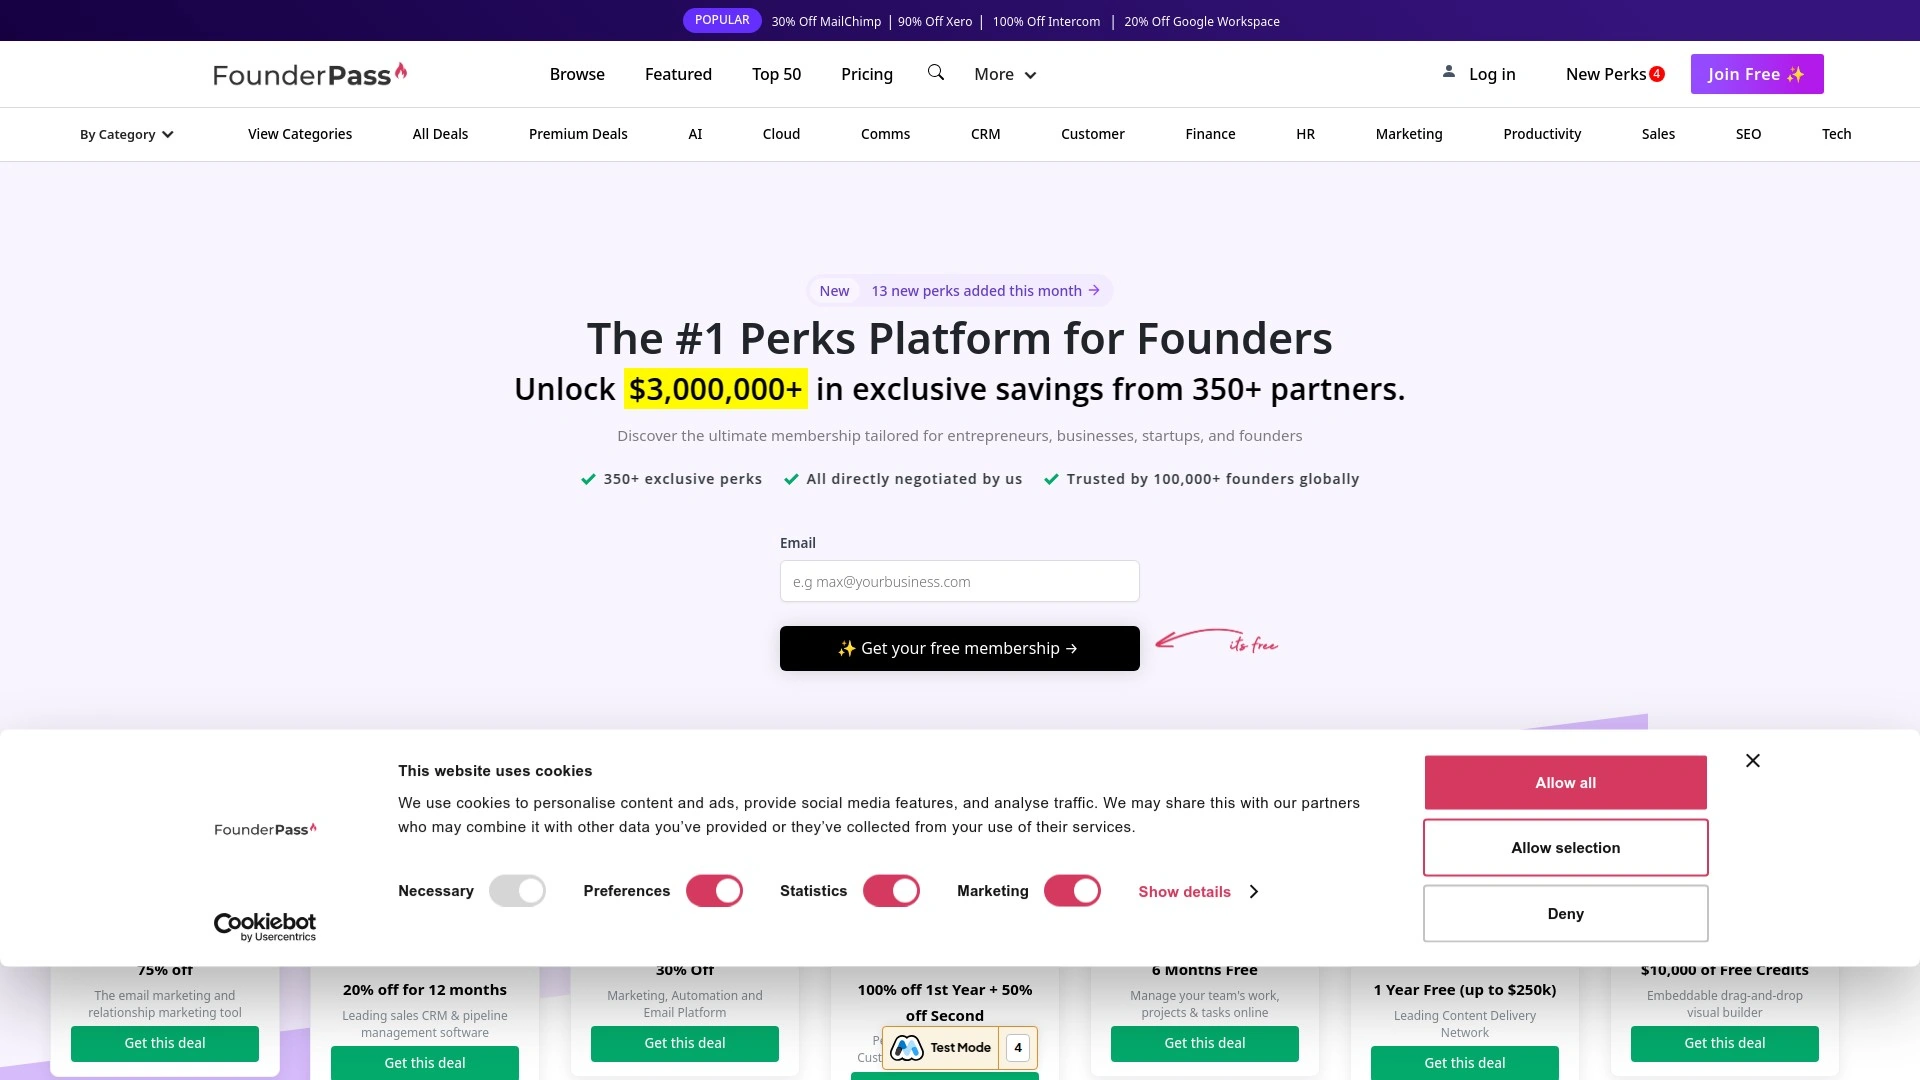 POPULAR 30% Off MailChimp | 90% Off Xero | 100% Off Intercom | 20% Off Google Workspace
FounderPass Browse Featured Top 50 Pricing More Log in New Perks 4 Join Free ✨
By Category View Categories All Deals Premium Deals AI Cloud Comms CRM Customer Finance HR Marketing Productivity Sales SEO Tech
New 13 new perks added this month →
The #1 Perks Platform for Founders
Unlock $3,000,000+ in exclusive savings from 350+ partners.
Discover the ultimate membership tailored for entrepreneurs, businesses, startups, and founders
350+ exclusive perks All directly negotiated by us Trusted by 100,000+ founders globally
Email
e.g max@yourbusiness.com
✨ Get your free membership →
its free
This website uses cookies
We use cookies to personalise content and ads, provide social media features, and analyse traffic. We may share this with our partners
who may combine it with other data you’ve provided or they’ve collected from your use of their services.
FounderPass
Necessary Preferences Statistics Marketing Show details
Cookiebot
by Usercentrics
Allow all
Allow selection
Deny
75% off
The email marketing and
relationship marketing tool
Get this deal
20% off for 12 months
Leading sales CRM & pipeline
management software
Get this deal
30% Off
Marketing, Automation and
Email Platform
Get this deal
100% off 1st Year + 50%
off Second
Test Mode 4
6 Months Free
Manage your team's work,
projects & tasks online
Get this deal
1 Year Free (up to $250k)
Leading Content Delivery
Network
Get this deal
$10,000 of Free Credits
Embeddable drag-and-drop
visual builder
Get this deal